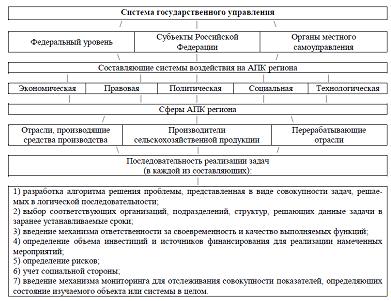 Система государственного управления
Федеральный уровень
Субъекты Российской
Федерации
Органы местного
самоуправления
Составляющие системы воздействия на АПК региона
Экономическая
Правовая
Политическая
Социальная
Технологическая
Сферы АПК региона
Отрасли, производящие
средства производства
Производители
сельскохозяйственной продукции
Перерабатывающие
отрасли
Последовательность реализации задач
(в каждой из составляющих):
1) разработка алгоритма решения проблемы, представленная в виде совокупности задач, решае-
мых в логической последовательности;
2) выбор соответствующих организаций, подразделений, структур, решающих данные задачи в
заранее устанавливаемые сроки;
3) введение механизма ответственности за своевременность и качество выполняемых функций;
4) определение объема инвестиций и источников финансирования для реализации намеченных
мероприятий;
5) определение рисков;
6) учет социальной стороны;
7) введение механизма мониторинга для отслеживания совокупности показателей, определяющих
состояние изучаемого объекта или системы в целом.